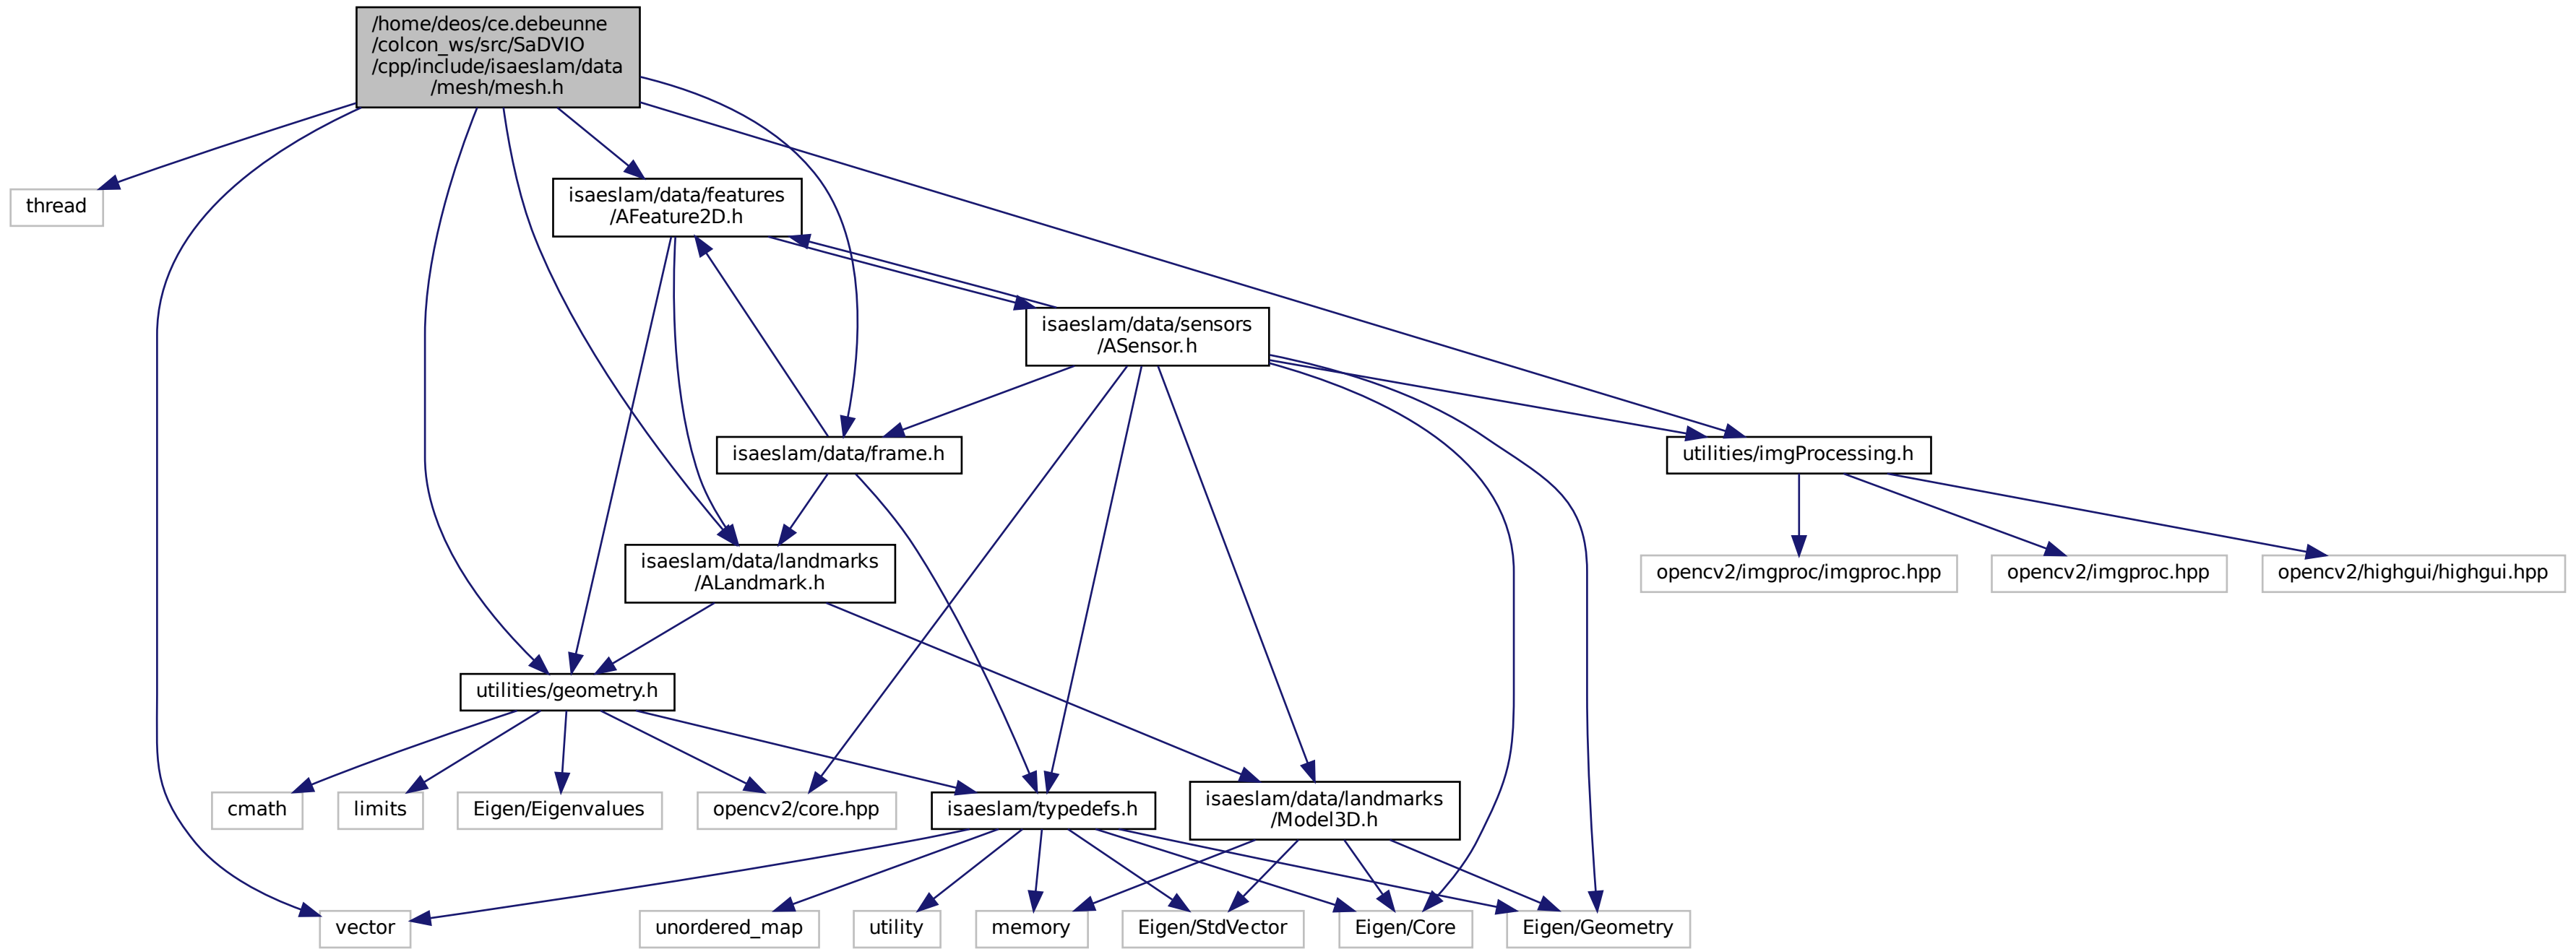 /home/deos/ce.debeunne
/colcon_ws/src/SaDVIO
/cpp/include/isaeslam/data
/mesh/mesh.h
thread
isaeslam/data/features
/AFeature2D.h
isaeslam/data/sensors
/ASensor.h
isaeslam/data/frame.h
utilities/imgProcessing.h
isaeslam/data/landmarks
/ALandmark.h
opencv2/imgproc/imgproc.hpp
opencv2/imgproc.hpp
opencv2/highgui/highgui.hpp
utilities/geometry.h
cmath
limits
Eigen/Eigenvalues
opencv2/core.hpp
isaeslam/typedefs.h
isaeslam/data/landmarks
/Model3D.h
vector
unordered_map
utility
memory
Eigen/StdVector
Eigen/Core
Eigen/Geometry